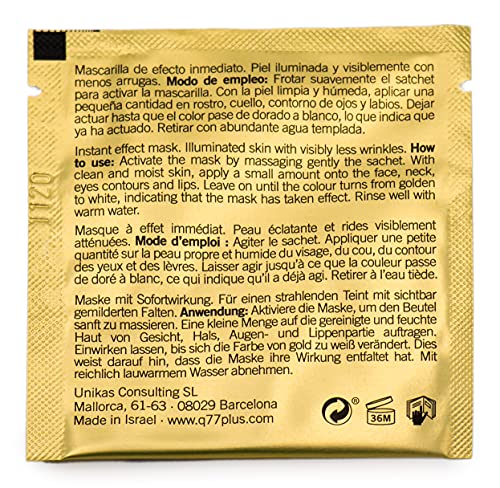 Mascarilla de efecto inmediato. Piel iluminada y visiblemente con
menos arrugas. Modo de empleo: Frotar suavemente el satchet
para activar la mascarilla. Con la piel limpia y húmeda, aplicar una
pequeña cantidad en rostro, cuello, contorno de ojos y labios. Dejar
actuar hasta que el color pase de dorado a blanco, lo que indica que
ya ha actuado. Retirar con abundante agua templada.
Instant effect mask. Illuminated skin with visibly less wrinkles. How
to use: Activate the mask by massaging gently the sachet. With
clean and moist skin, apply a small amount onto the face, neck,
eyes contours and lips. Leave on until the colour turns from golden
to white, indicating that the mask has taken effect. Rinse well with
warm water.
Masque à effet immédiat. Peau éclatante et rides visiblement
atténuées. Mode d'emploi : Agiter le sachet. Appliquer une petite
quantité sur la peau propre et humide du visage, du cou, du contour
des yeux et des lèvres. Laisser agir jusqu'à ce que la couleur passe
de doré à blanc, ce qui indique qu'il a déjà agi. Retirer à l'eau tiède.
Maske mit Sofortwirkung. Für einen strahlenden Teint mit sichtbar
gemilderten Falten. Anwendung: Aktiviere die Maske, um den Beutel
sanft zu massieren. Eine kleine Menge auf die gereinigte und feuchte
Haut von Gesicht, Hals, Augen- und Lippenpartie auftragen.
Einwirken lassen, bis sich die Farbe von gold zu weiß verändert. Dies
weist darauf hin, dass die Maske ihre Wirkung entfaltet hat. Mit
reichlich lauwarmem Wasser abnehmen.
Unikas Consulting SL
Mallorca, 61-63 · 08029 Barcelona
Made in Israel · www.q77plus.com
36M
1120